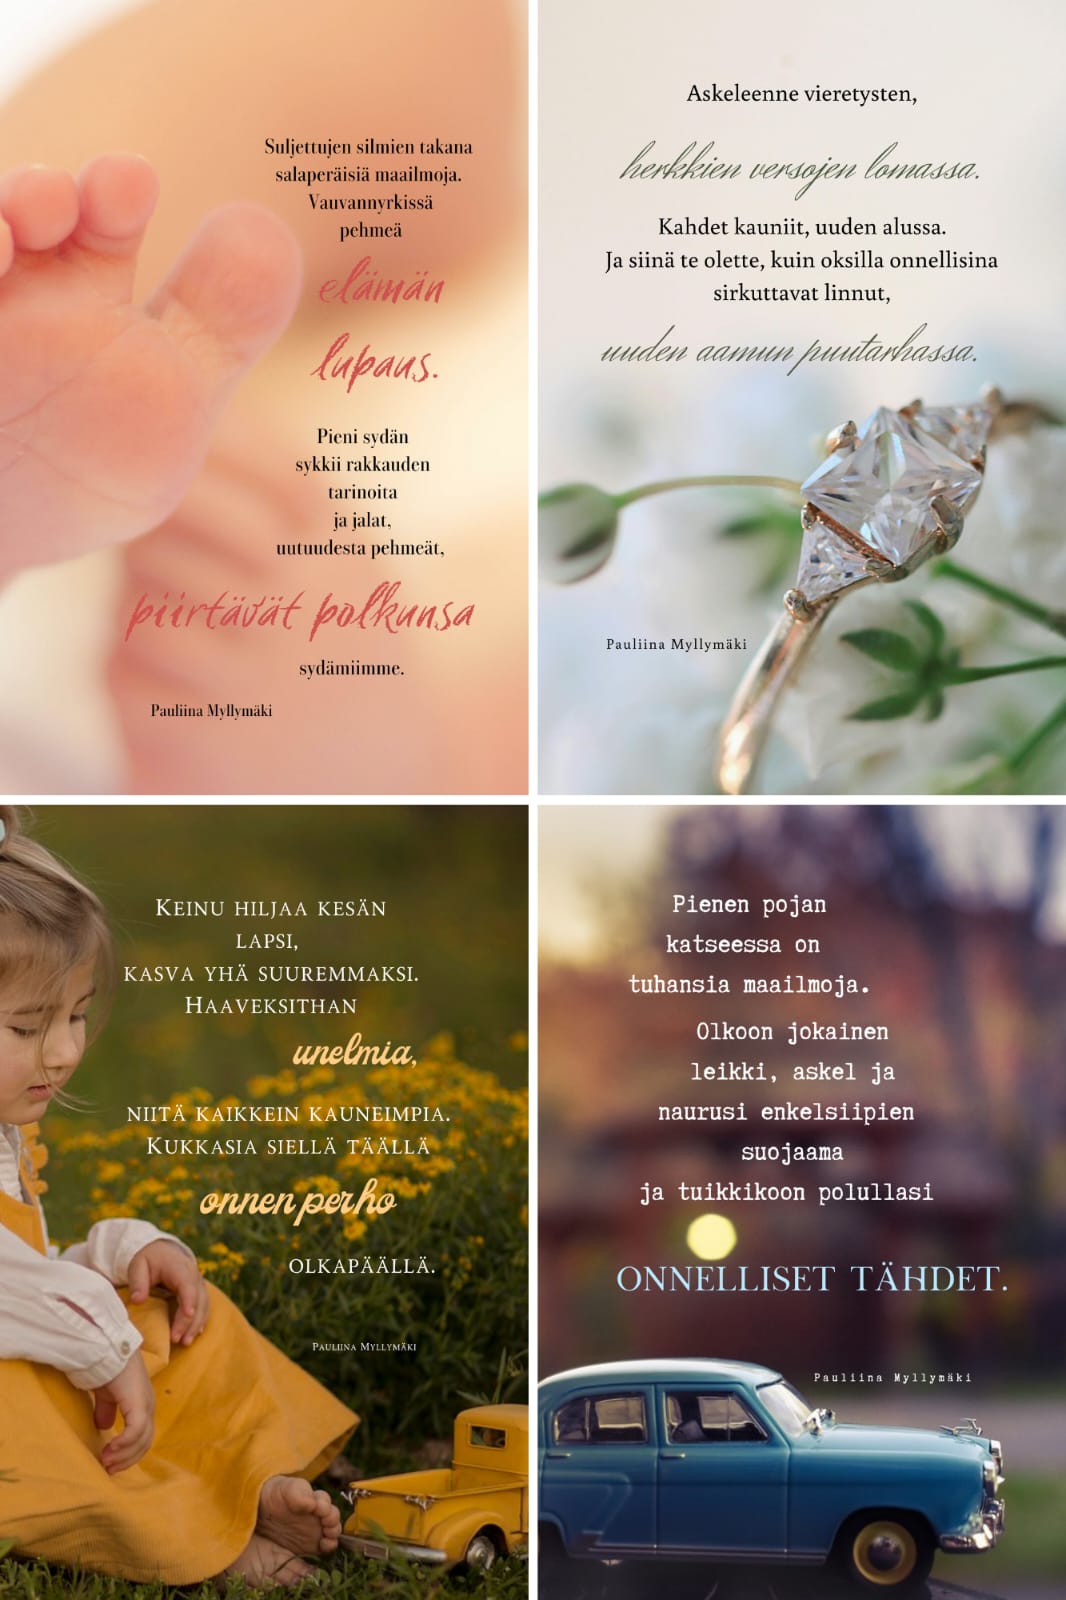 Suljettujen silmien takana
salaperäisiä maailmoja.
Vauvannyrkissä
pehmeä
elämän
lupaus.
Pieni sydän
sykkii rakkauden
tarinoita
ja jalat,
uutuudesta pehmeät,
piirtävät polkunsa
sydämiimme.
Pauliina Myllymäki
Askeleenne vieretysten,
herkkien versojen lomassa.
Kahdet kauniit, uuden alussa.
Ja siinä te olette, kuin oksilla onnellisina
sirkuttavat linnut,
uuden aamun puutarhassa.
Pauliina Myllymäki
Keinu hiljaa kesän
lapsi,
kasva yhä suuremmaksi.
Haaveksithan
unelmia,
niitä kaikkein kauneimpia.
Kukkasia siellä täällä
onnen perho
olkapäällä.
Pauliina Myllymäki
Pienen pojan
katseessa on
tuhansia maailmoja.
Olkoon jokainen
leikki, askel ja
naurusi enkelsiipien
suojaama
ja tuikkikoon polullasi
ONNELLISET TÄHDET.
Pauliina Myllymäki